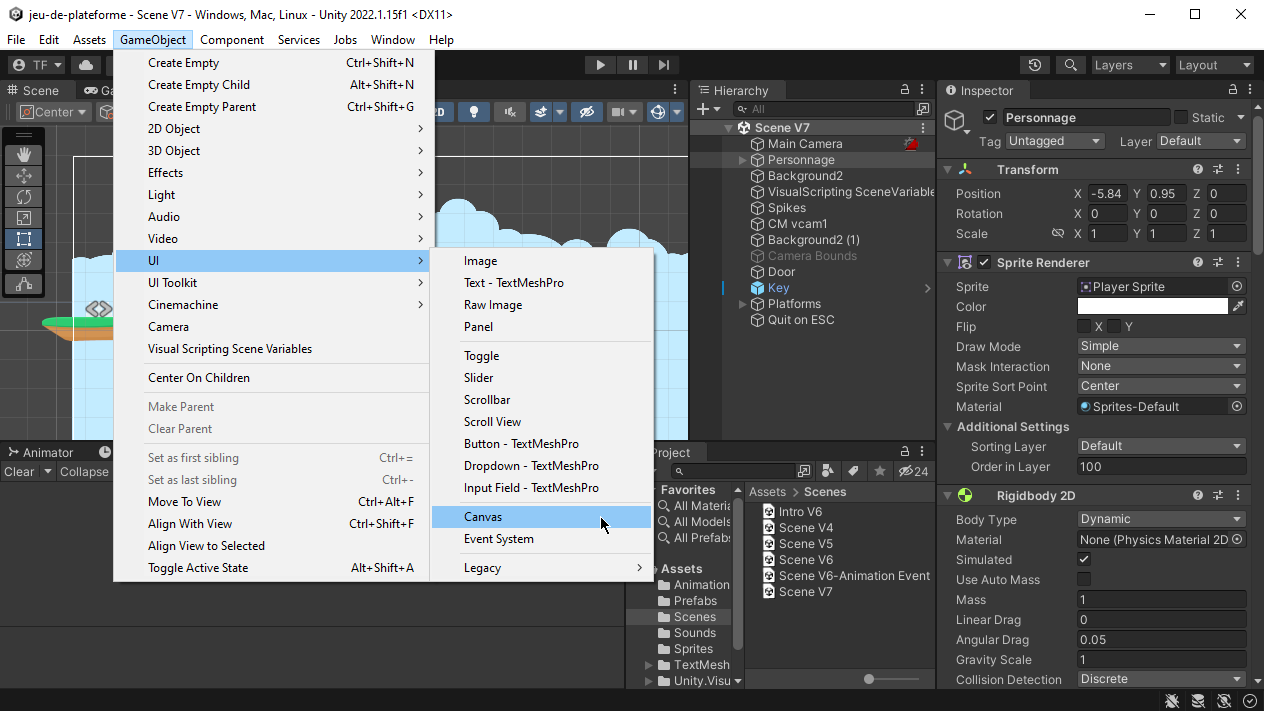 jeu-de-plateforme - Scene V7 - Windows, Mac, Linux - Unity 2022.1.15f1 <DX11>
File Edit Assets GameObject Component Services Jobs Window Help
TF
Layers Layout
Scene
Center
Create Empty Ctrl+Shift+N
Create Empty Child Alt+Shift+N
Create Empty Parent Ctrl+Shift+G
2D Object
3D Object
Effects
Light
Audio
Video
UI
UI Toolkit
Cinemachine
Camera
Visual Scripting Scene Variables
Center On Children
Make Parent
Clear Parent
Set as first sibling Ctrl+=
Set as last sibling Ctrl+-
Move To View Ctrl+Alt+F
Align With View Ctrl+Shift+F
Align View to Selected
Toggle Active State Alt+Shift+A
Image
Text - TextMeshPro
Raw Image
Panel
Toggle
Slider
Scrollbar
Scroll View
Button - TextMeshPro
Dropdown - TextMeshPro
Input Field - TextMeshPro
Canvas
Event System
Legacy
Hierarchy
All
Scene V7
Main Camera
Personnage
Background2
VisualScripting SceneVariable
Spikes
CM vcam1
Background2 (1)
Camera Bounds
Door
Key
Platforms
Quit on ESC
Inspector
Personnage Static
Tag Untagged Layer Default
Transform
Position X -5.84 Y 0.95 Z 0
Rotation X 0 Y 0 Z 0
Scale X 1 Y 1 Z 1
Sprite Renderer
Sprite Player Sprite
Color
Flip X Y
Draw Mode Simple
Mask Interaction None
Sprite Sort Point Center
Material Sprites-Default
Additional Settings
Sorting Layer Default
Order in Layer 100
Rigidbody 2D
Body Type Dynamic
Material None (Physics Material 2D
Simulated
Use Auto Mass
Mass 1
Linear Drag 0
Angular Drag 0.05
Gravity Scale 1
Collision Detection Discrete
Animator
Clear Collapse
roject
24
Favorites
All Materia
All Models
All Prefabs
Assets
Animation
Prefabs
Scenes
Sounds
Sprites
TextMesh
Unity.Visu
Assets > Scenes
Intro V6
Scene V4
Scene V5
Scene V6
Scene V6-Animation Event
Scene V7